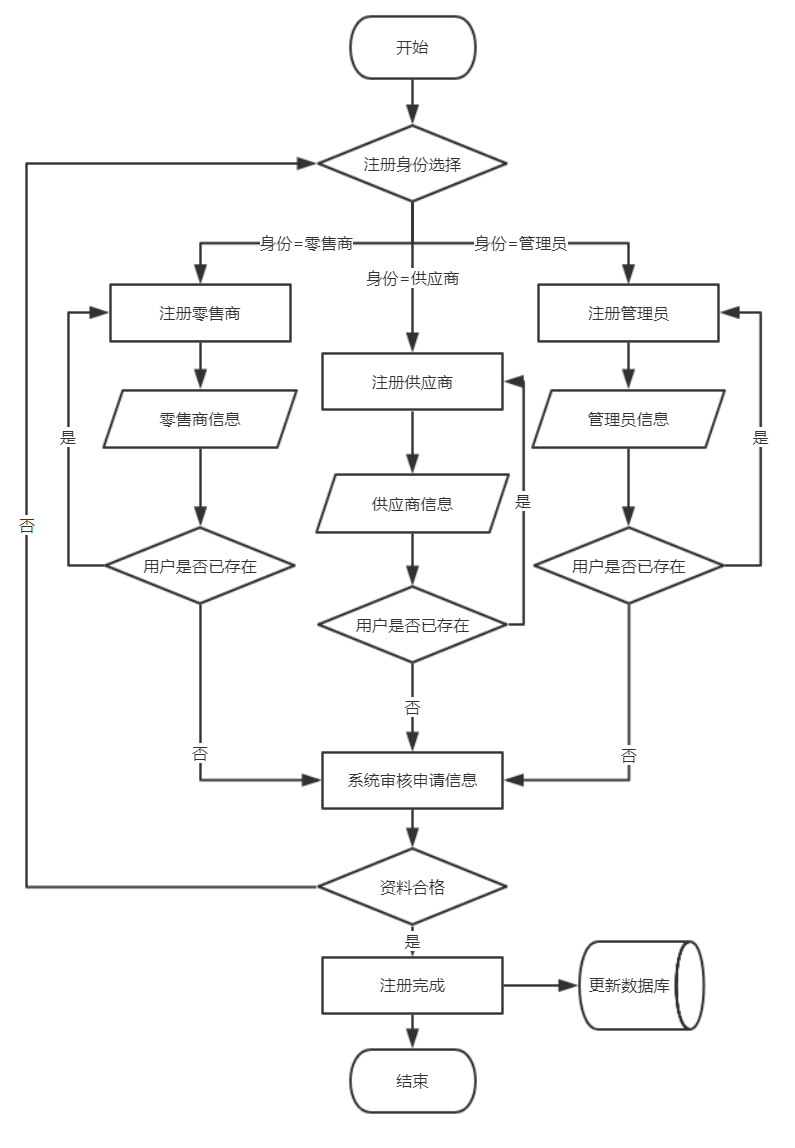 开始
注册身份选择
身份=零售商
身份=管理员
身份=供应商
注册零售商
注册管理员
注册供应商
零售商信息
管理员信息
是
是
供应商信息
是
否
用户是否已存在
用户是否已存在
用户是否已存在
否
否
否
系统审核申请信息
资料合格
是
注册完成
更新数据库
结束